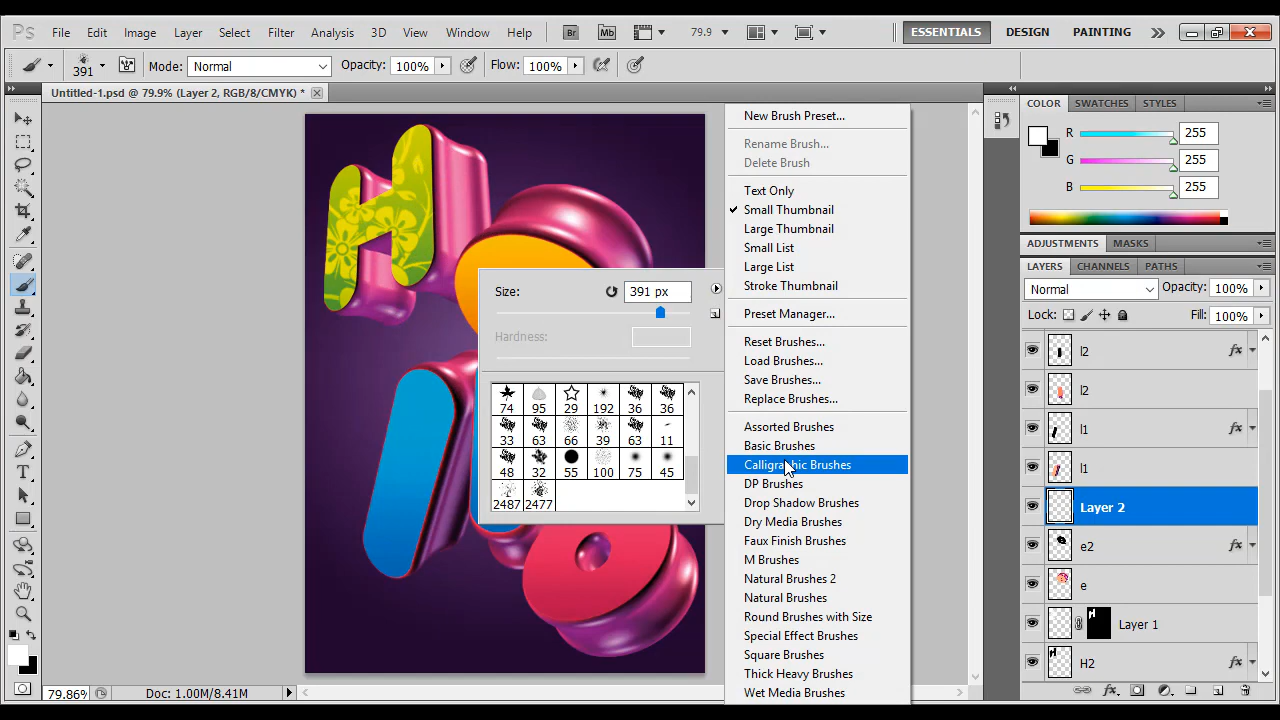 Ps File Edit Image Layer Select Filter Analysis 3D View Window Help Br Mb 79.9 ESSENTIALS DESIGN PAINTING
391 Mode: Normal Opacity: 100% Flow: 100%
Untitled-1.psd @ 79.9% (Layer 2, RGB/8/CMYK) *
H
Size: 391 px
Hardness:
74 95 29 192 36 36
33 63 66 39 63 11
48 32 55 100 75 45
2487 2477
New Brush Preset...
Rename Brush...
Delete Brush
Text Only
Small Thumbnail
Large Thumbnail
Small List
Large List
Stroke Thumbnail
Preset Manager...
Reset Brushes...
Load Brushes...
Save Brushes...
Replace Brushes...
Assorted Brushes
Basic Brushes
Calligraphic Brushes
DP Brushes
Drop Shadow Brushes
Dry Media Brushes
Faux Finish Brushes
M Brushes
Natural Brushes 2
Natural Brushes
Round Brushes with Size
Special Effect Brushes
Square Brushes
Thick Heavy Brushes
Wet Media Brushes
COLOR SWATCHES STYLES
R 255
G 255
B 255
ADJUSTMENTS MASKS
LAYERS CHANNELS PATHS
Normal Opacity: 100%
Lock: Fill: 100%
l2 fx
l2
l1 fx
l1
Layer 2
e2 fx
e
Layer 1
H2 fx
fx
79.86% Doc: 1.00M/8.41M